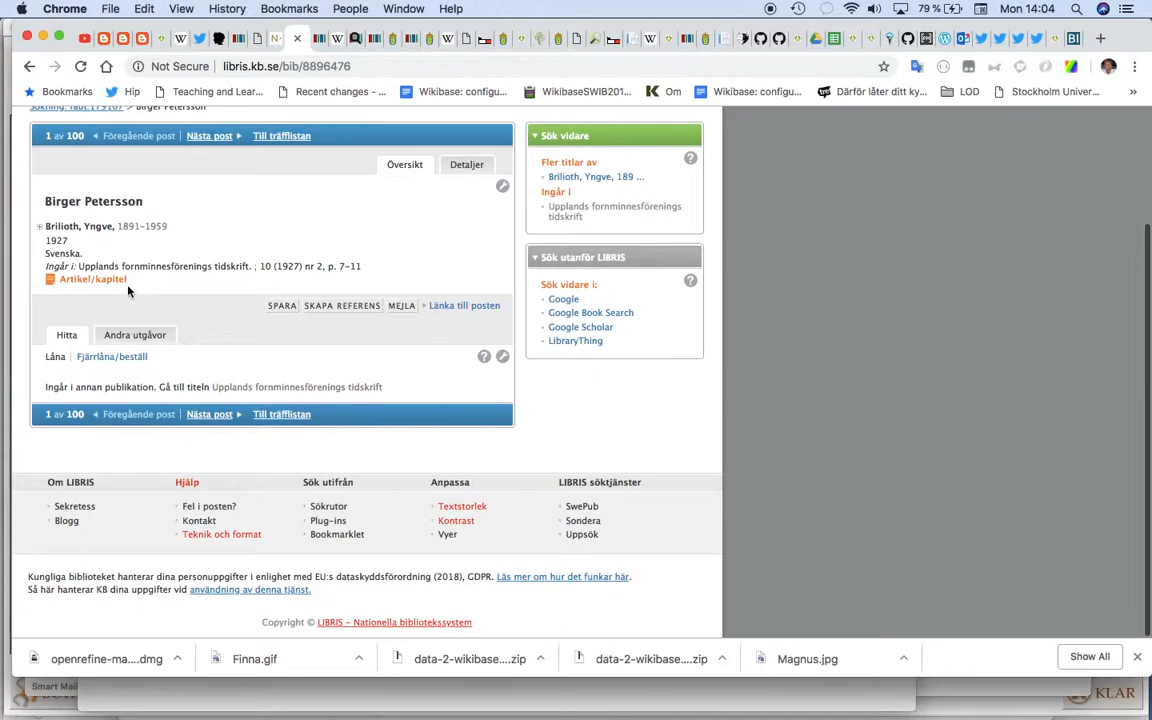 Chrome File Edit View History Bookmarks People Window Help 79 % Mon 14:04
Not Secure libris.kb.se/bib/8896476
Bookmarks Hip Teaching and Lear... Recent changes - ... Wikibase: configu... WikibaseSWIB201... Om Wikibase: configu... Därför låter ditt ky... LOD Stockholm Univer...
1 av 100 Föregående post Nästa post Till träfflistan
Översikt Detaljer
Birger Petersson
Brilioth, Yngve, 1891-1959
1927
Svenska.
Ingår i: Upplands fornminnesförenings tidskrift. ; 10 (1927) nr 2, p. 7-11
Artikel/kapitel
SPARA SKAPA REFERENS MEJLA Länka till posten
Hitta Andra utgåvor
Låna Fjärrlåna/beställ
Ingår i annan publikation. Gå till titeln Upplands fornminnesförenings tidskrift
1 av 100 Föregående post Nästa post Till träfflistan
Sök vidare
Fler titlar av
Brilioth, Yngve, 189 ...
Ingår i
Upplands fornminnesförenings
tidskrift
Sök utanför LIBRIS
Sök vidare i:
Google
Google Book Search
Google Scholar
LibraryThing
Om LIBRIS
Sekretess
Blogg
Hjälp
Fel i posten?
Kontakt
Teknik och format
Sök utifrån
Sökrutor
Plug-ins
Bookmarklet
Anpassa
Textstorlek
Kontrast
Vyer
LIBRIS söktjänster
SwePub
Sondera
Uppsök
Kungliga biblioteket hanterar dina personuppgifter i enlighet med EU:s dataskyddsförordning (2018), GDPR. Läs mer om hur det funkar här.
Så här hanterar KB dina uppgifter vid användning av denna tjänst.
Copyright © LIBRIS - Nationella bibliotekssystem
openrefine-ma....dmg Finna.gif data-2-wikibase....zip data-2-wikibase....zip Magnus.jpg Show All
Smart Mai
KLAR